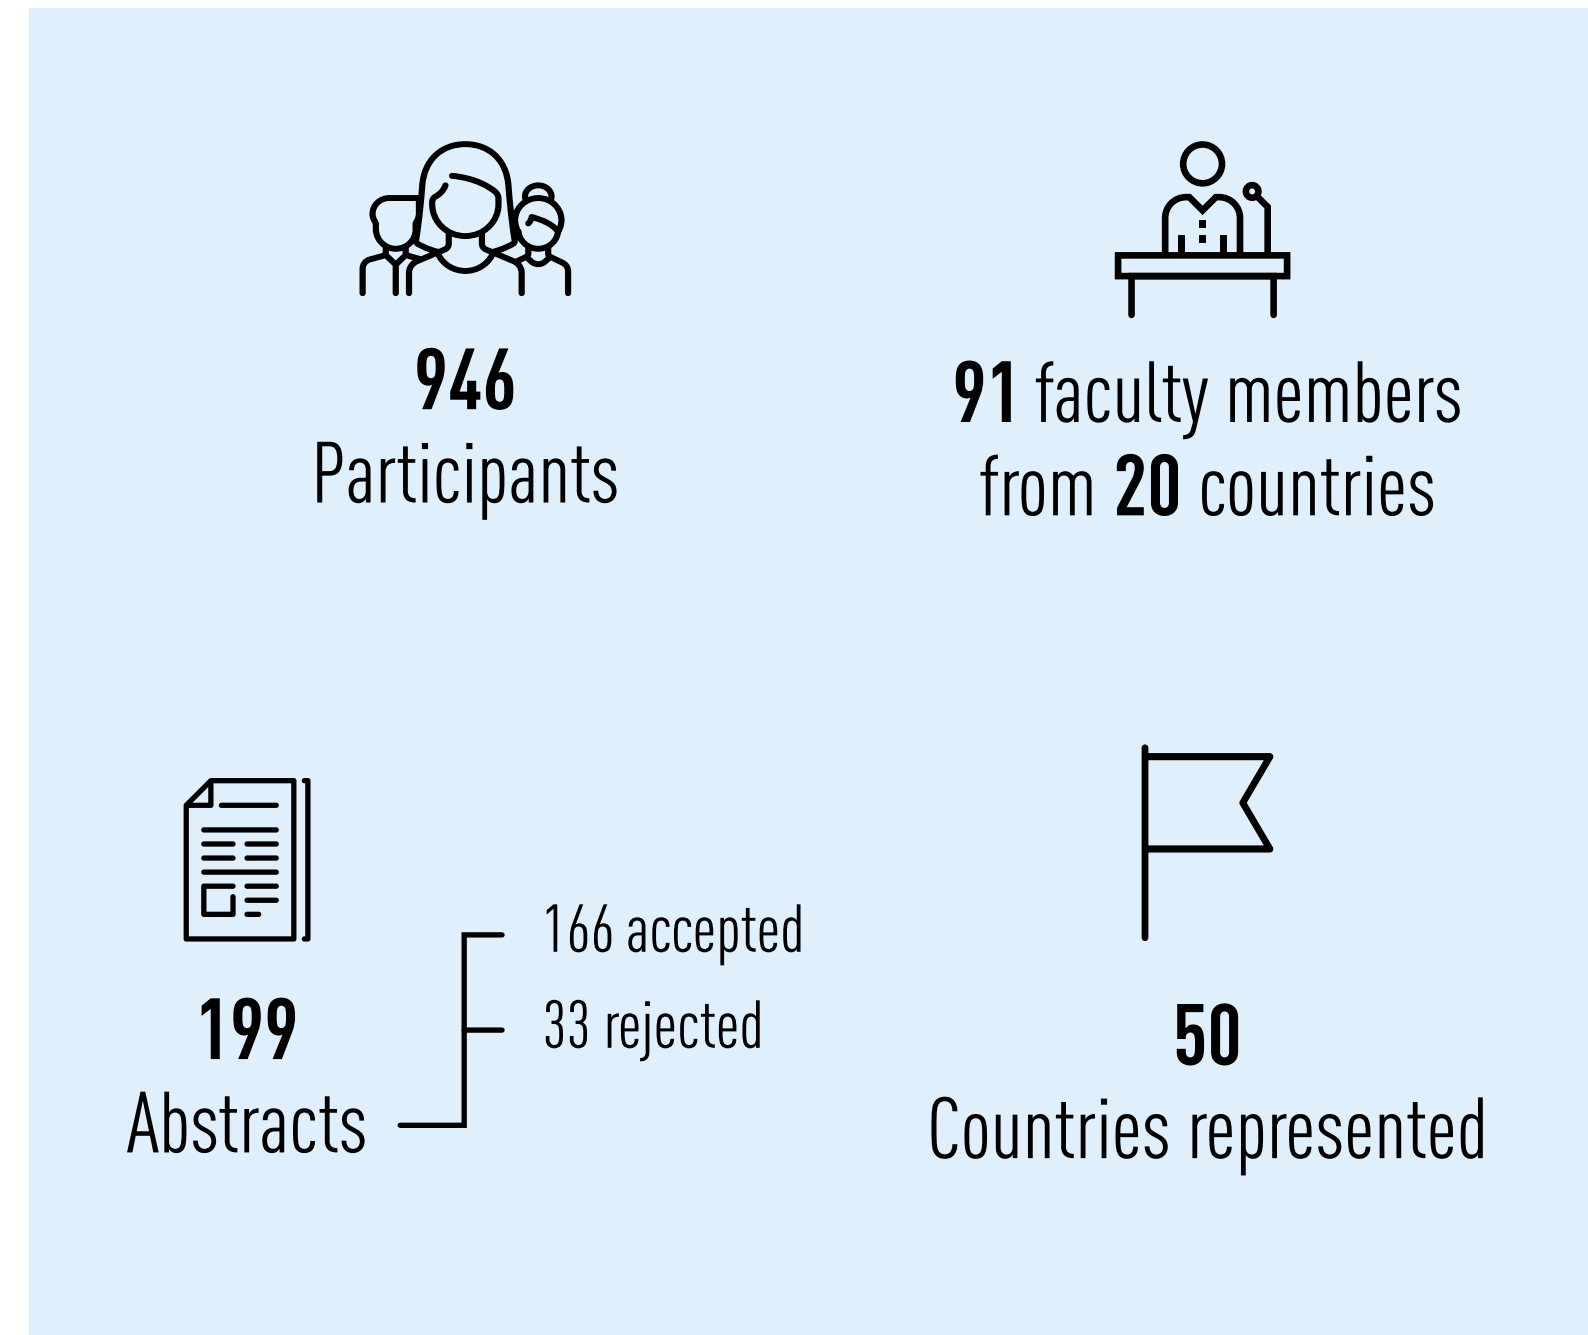 946
Participants
91 faculty members
from 20 countries
199
Abstracts
166 accepted
33 rejected
50
Countries represented